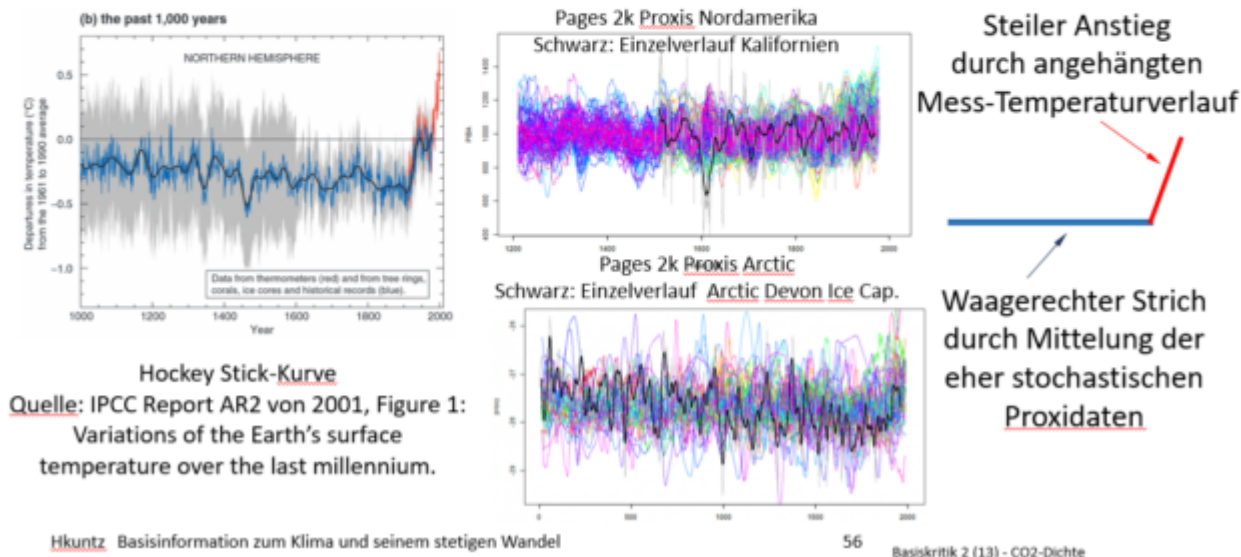 (b) the past 1,000 years
NORTHERN HEMISPHERE
Departures in temperature (°C)
from the 1961 to 1990 average
0.5
0.0
−0.5
−1.0
Data from thermometers (red) and from tree rings,
corals, ice cores and historical records (blue).
1000 1200 1400 1600 1800 2000
Year
Hockey Stick-Kurve
Quelle: IPCC Report AR2 von 2001, Figure 1:
Variations of the Earth's surface
temperature over the last millennium.
Pages 2k Proxis Nordamerika
Schwarz: Einzelverlauf Kalifornien
1400
1200
1000
800
600
400
1200 1400 1600 1800 2000
Pages 2k Proxis Arctic
Schwarz: Einzelverlauf Arctic Devon Ice Cap.
0 500 1000 1500 2000
Steiler Anstieg
durch angehängten
Mess-Temperaturverlauf
Waagerechter Strich
durch Mittelung der
eher stochastischen
Proxidaten
Hkuntz Basisinformation zum Klima und seinem stetigen Wandel
56
Basiskritik 2 (13) - CO2-Dichte